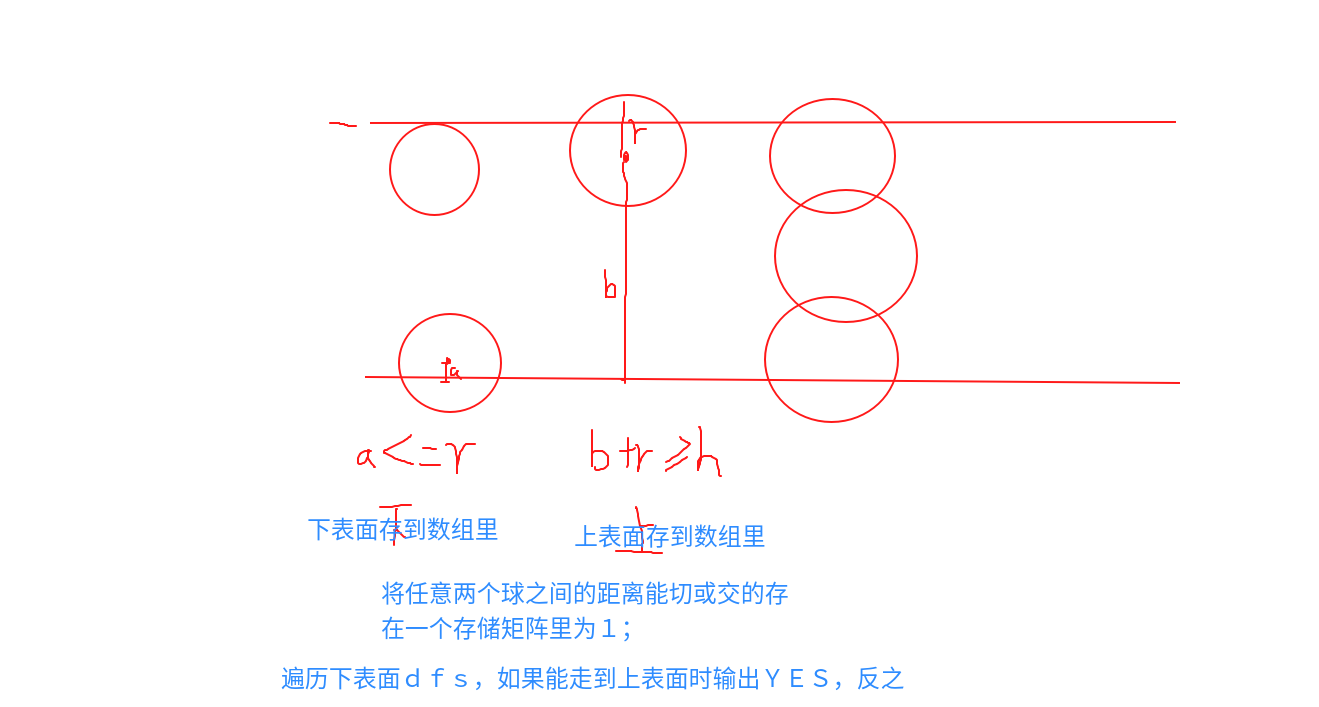 r
b
a
a<=r
b+r≥h
下
上
下表面存到数组里
上表面存到数组里
将任意两个球之间的距离能切或交的存
在一个存储矩阵里为１；
遍历下表面ｄｆｓ，如果能走到上表面时输出ＹＥＳ，反之